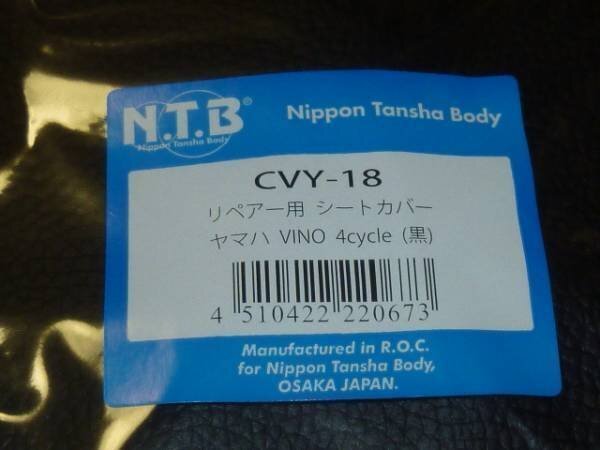 N.T.B®
Nippon Tansha Body
Nippon Tansha Body
CVY-18
リペアー用 シートカバー
ヤマハ VINO 4cycle (黒)
4 510422 220673
Manufactured in R.O.C.
for Nippon Tansha Body,
OSAKA JAPAN.